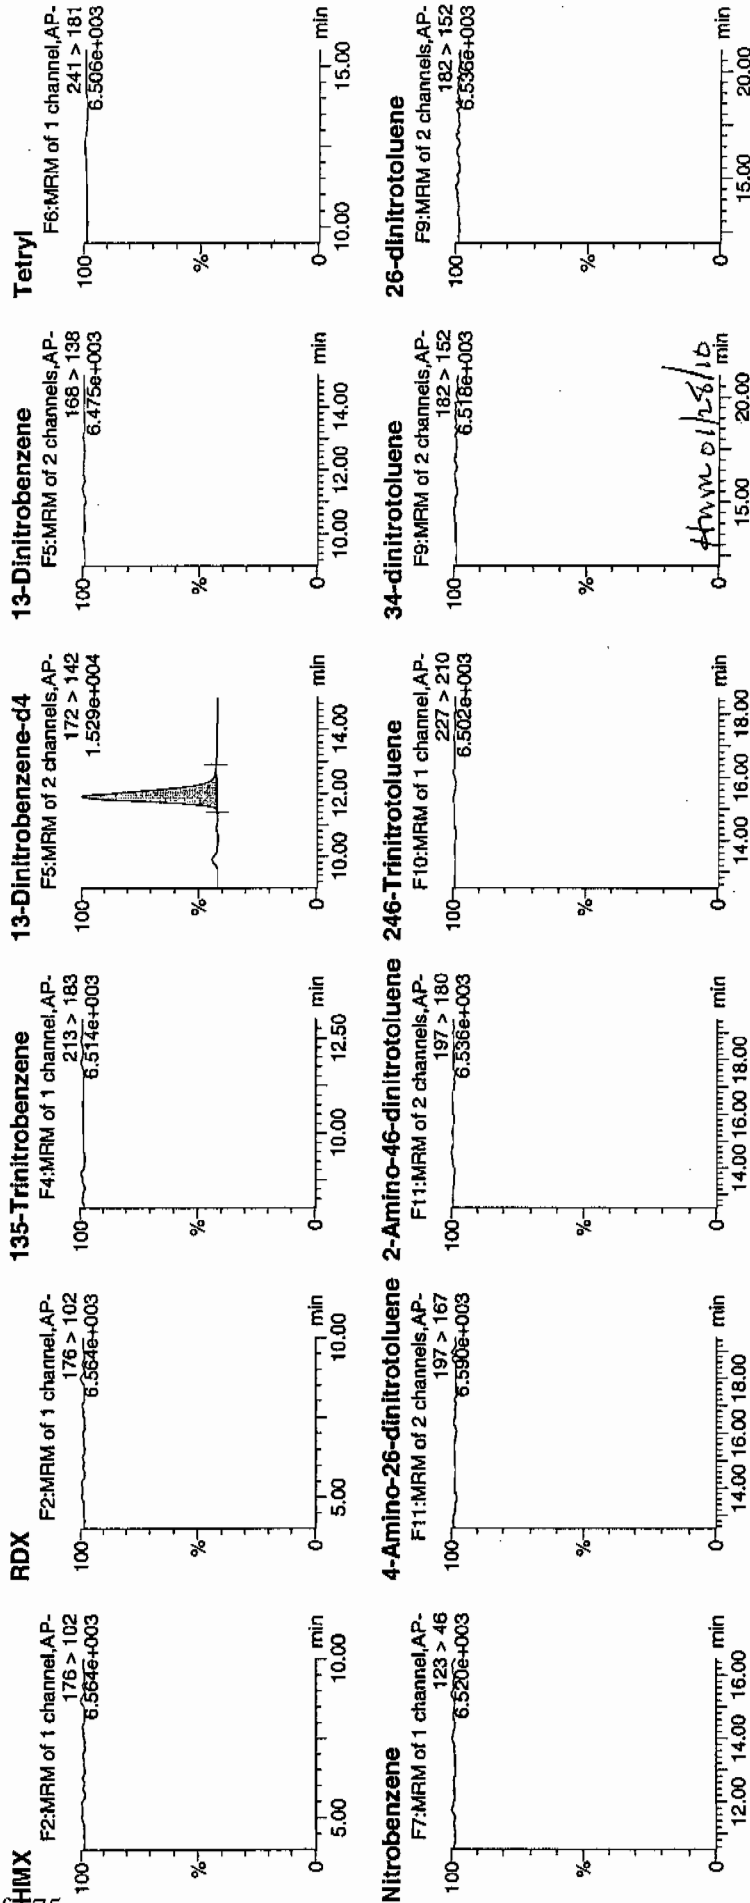 HMX
F2:MRM of 1 channel,AP-
176 > 102
6.564e+003
100
%
0
5.00
10.00
min
RDX
F2:MRM of 1 channel,AP-
176 > 102
6.564e+003
100
%
0
5.00
10.00
min
135-Trinitrobenzene
F4:MRM of 1 channel,AP-
213 > 183
6.514e+003
100
%
0
10.00
12.50
min
13-Dinitrobenzene-d4
F5:MRM of 2 channels,AP-
172 > 142
1.529e+004
100
%
0
10.00
12.00
14.00
min
13-Dinitrobenzene
F5:MRM of 2 channels,AP-
168 > 138
6.475e+003
100
%
0
10.00
12.00
14.00
min
Tetryl
F6:MRM of 1 channel,AP-
241 > 181
6.506e+003
100
%
0
10.00
15.00
min
Nitrobenzene
F7:MRM of 1 channel,AP-
123 > 46
6.520e+003
100
%
0
12.00
14.00
16.00
min
4-Amino-26-dinitrotoluene
F11:MRM of 2 channels,AP-
197 > 167
6.590e+003
100
%
0
14.00
16.00
18.00
min
2-Amino-46-dinitrotoluene
F11:MRM of 2 channels,AP-
197 > 180
6.536e+003
100
%
0
14.00
16.00
18.00
min
246-Trinitrotoluene
F10:MRM of 1 channel,AP-
227 > 210
6.502e+003
100
%
0
14.00
16.00
18.00
min
34-dinitrotoluene
F9:MRM of 2 channels,AP-
182 > 152
6.518e+003
100
%
0
15.00
20.00
min
01/28/10
26-dinitrotoluene
F9:MRM of 2 channels,AP-
182 > 152
6.536e+003
100
%
0
15.00
20.00
min